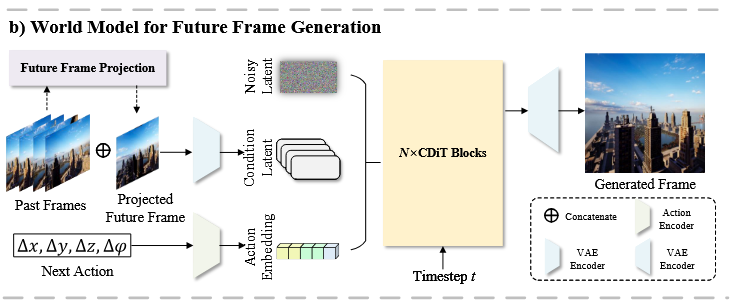 b) World Model for Future Frame Generation
Future Frame Projection
Past Frames
Projected
Future Frame
Δx, Δy, Δz, Δφ
Next Action
Noisy
Latent
Condition
Latent
Action
Embedding
N×CDiT Blocks
Timestep t
Generated Frame
Concatenate
Action
Encoder
VAE
Encoder
VAE
Encoder